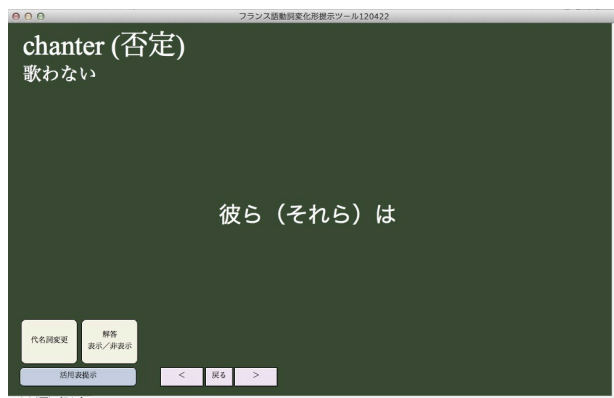 フランス語動詞変化形提示ツール120422
chanter (否定)
歌わない
彼ら（それら）は
代名詞変更
解答
表示／非表示
活用表提示
<
戻る
>